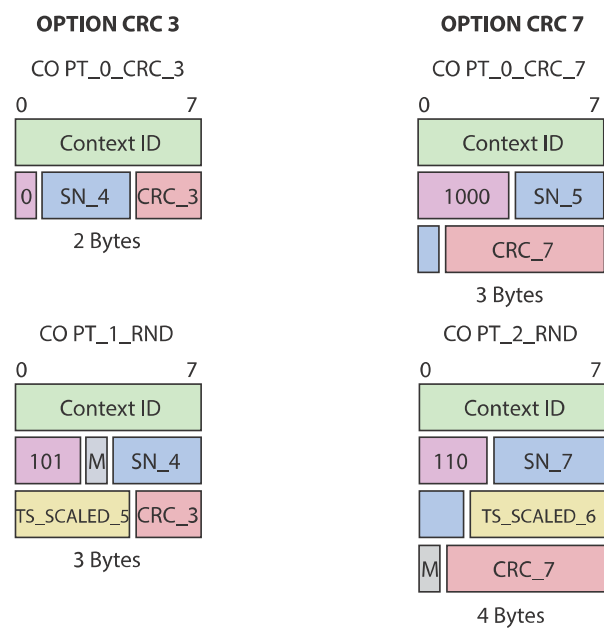 OPTION CRC 3
CO PT_0_CRC_3
0 7
Context ID
0 SN_4 CRC_3
2 Bytes
CO PT_1_RND
0 7
Context ID
101 M SN_4
TS_SCALED_5 CRC_3
3 Bytes
OPTION CRC 7
CO PT_0_CRC_7
0 7
Context ID
1000 SN_5
CRC_7
3 Bytes
CO PT_2_RND
0 7
Context ID
110 SN_7
TS_SCALED_6
M CRC_7
4 Bytes